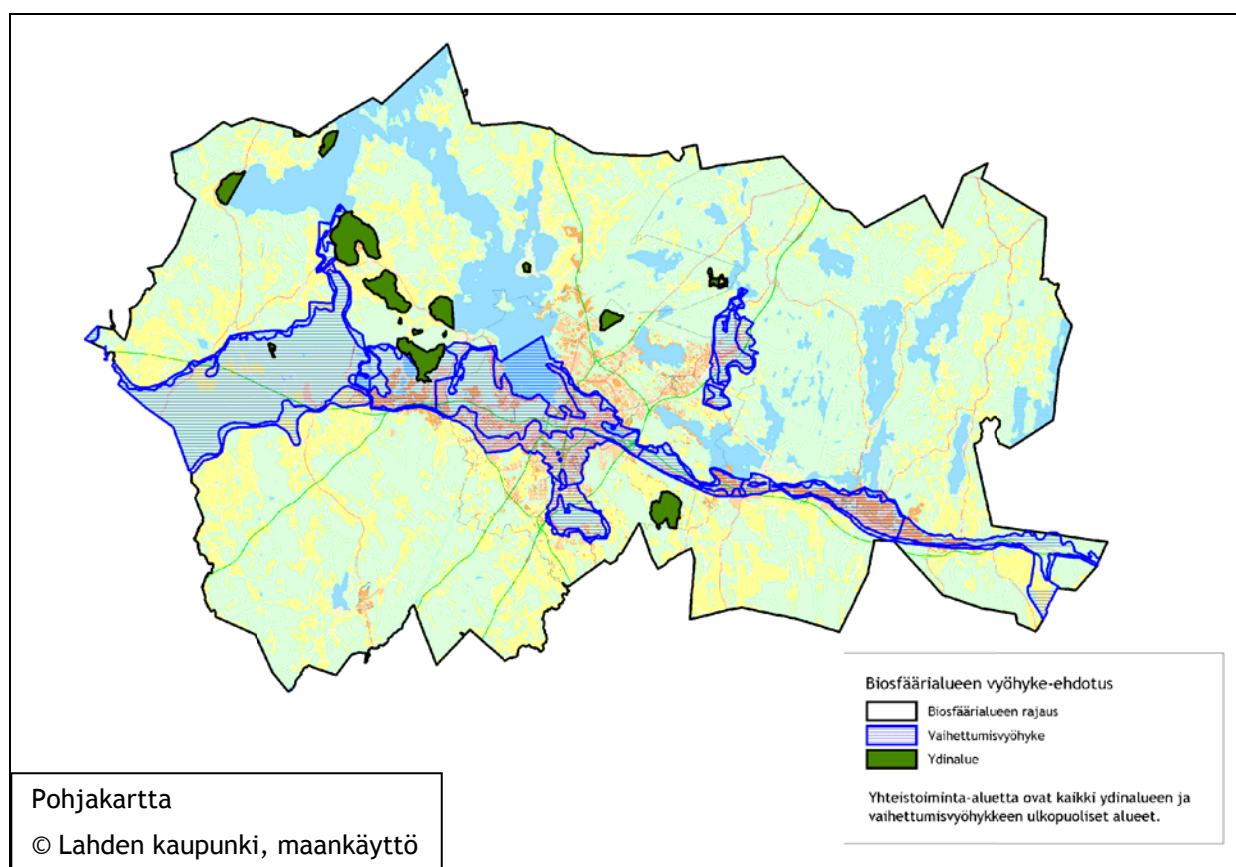 Biosfäärialueen vyöhyke-ehdotus
Biosfäärialueen rajaus
Vaihettumisvyöhyke
Ydinalue
Yhteistoiminta-aluetta ovat kaikki ydinalueen ja
vaihettumisvyöhykkeen ulkopuoliset alueet.
Pohjakartta
© Lahden kaupunki, maankäyttö